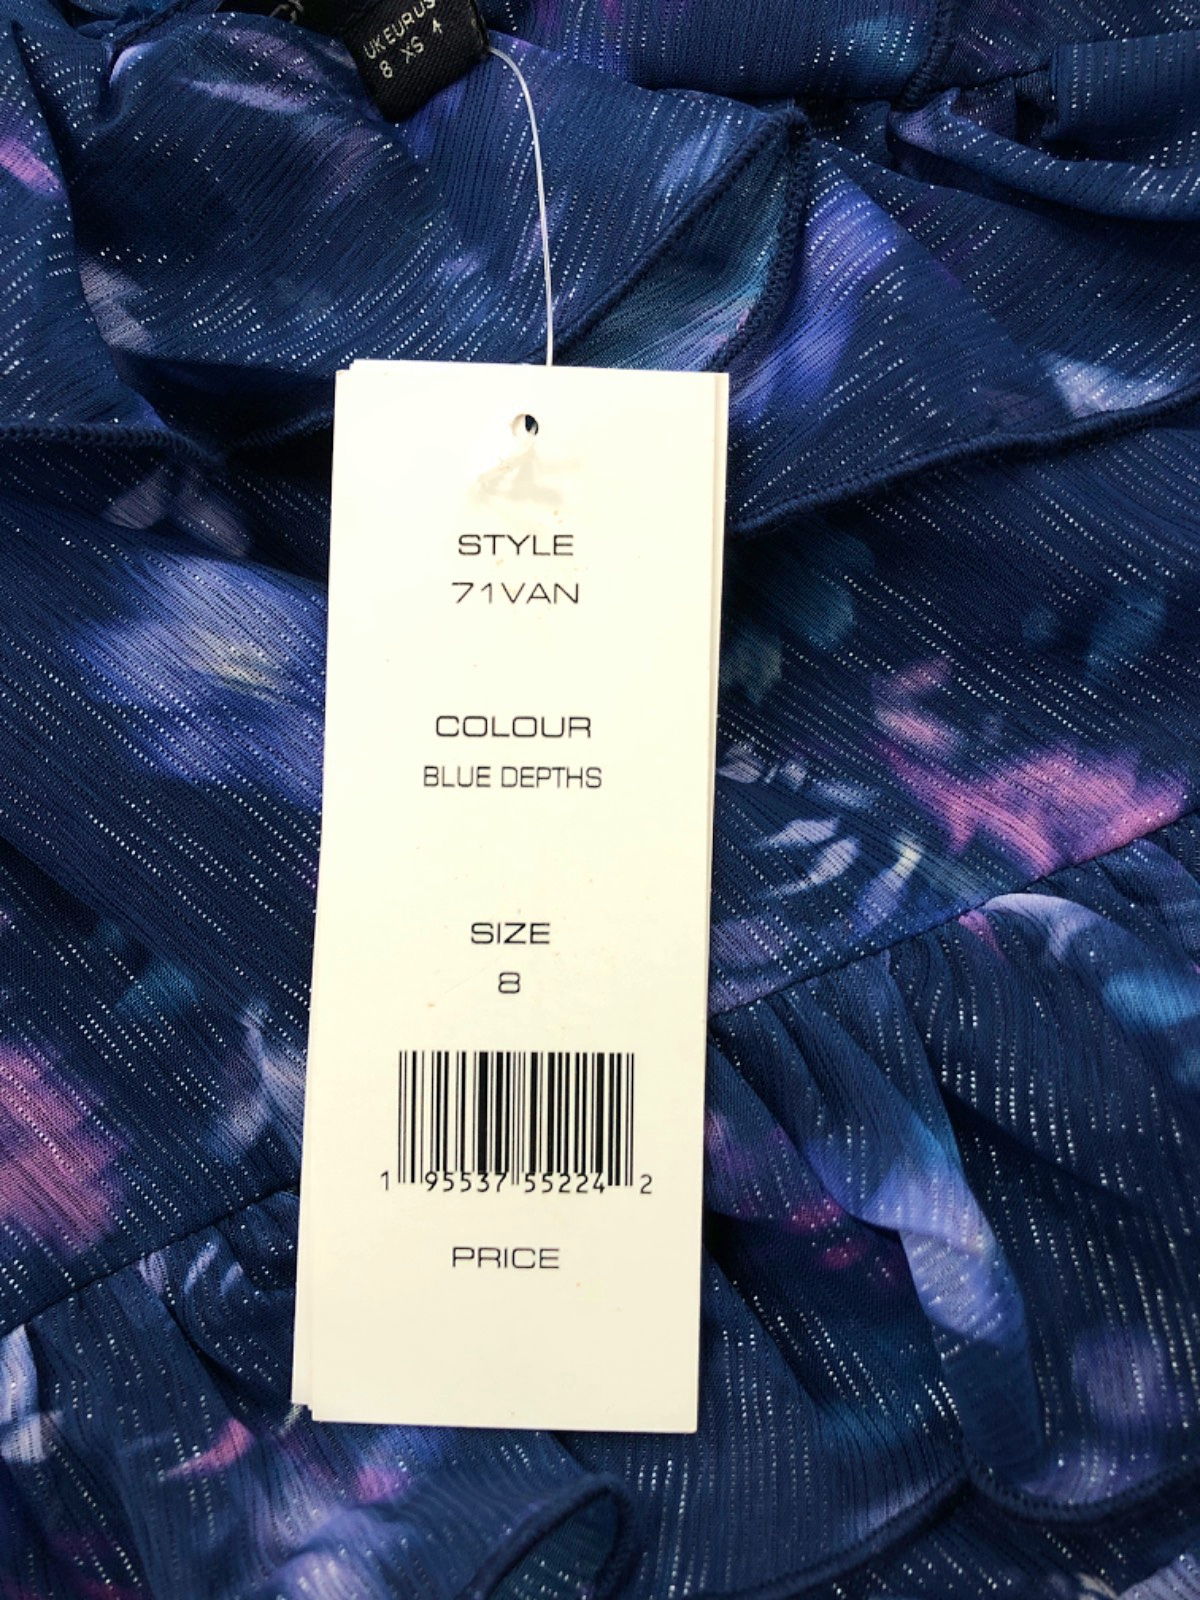 UK EUR US
8 XS 4
STYLE
71VAN
COLOUR
BLUE DEPTHS
SIZE
8
1 95537 55224 2
PRICE